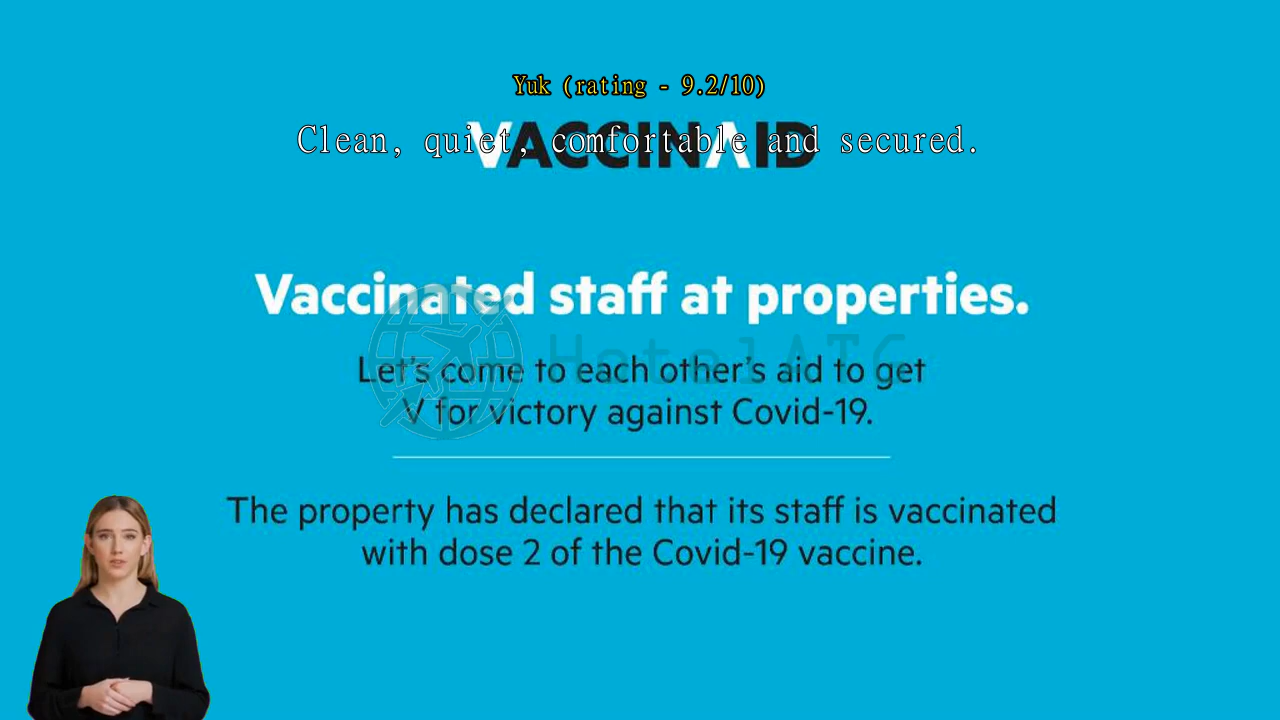 Yuk (rating - 9.2/10)
Clean, quiet, comfortable and secured.
VACCINAID
Vaccinated staff at properties.
HotelATG
Let's come to each other's aid to get
V for victory against Covid-19.
The property has declared that its staff is vaccinated
with dose 2 of the Covid-19 vaccine.